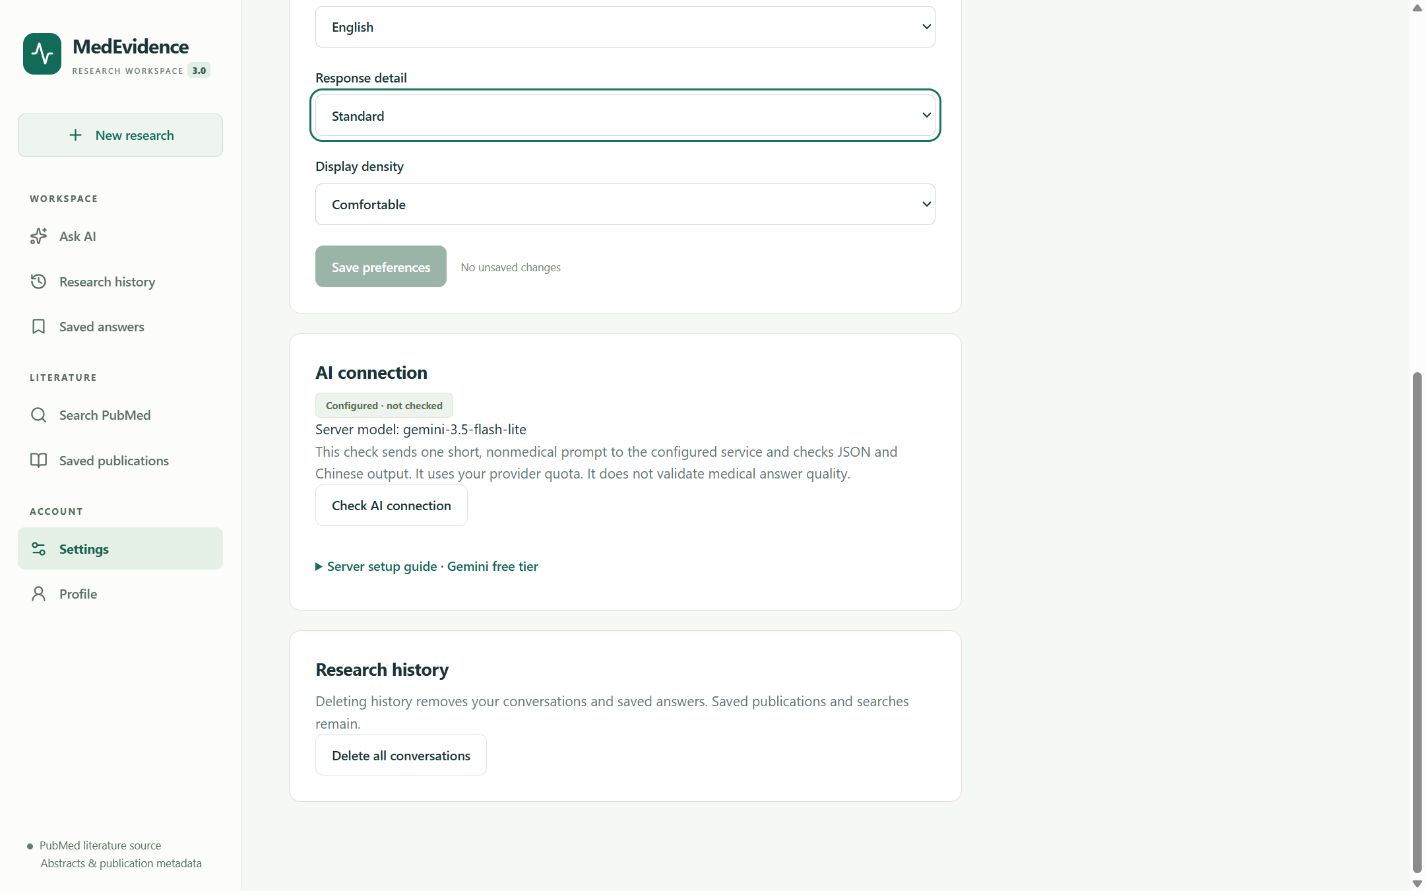 MedEvidence
RESEARCH WORKSPACE 3.0
New research
WORKSPACE
Ask AI
Research history
Saved answers
LITERATURE
Search PubMed
Saved publications
ACCOUNT
Settings
Profile
PubMed literature source
Abstracts & publication metadata
English
Response detail
Standard
Display density
Comfortable
Save preferences
No unsaved changes
AI connection
Configured · not checked
Server model: gemini-3.5-flash-lite
This check sends one short, nonmedical prompt to the configured service and checks JSON and
Chinese output. It uses your provider quota. It does not validate medical answer quality.
Check AI connection
Server setup guide · Gemini free tier
Research history
Deleting history removes your conversations and saved answers. Saved publications and searches
remain.
Delete all conversations